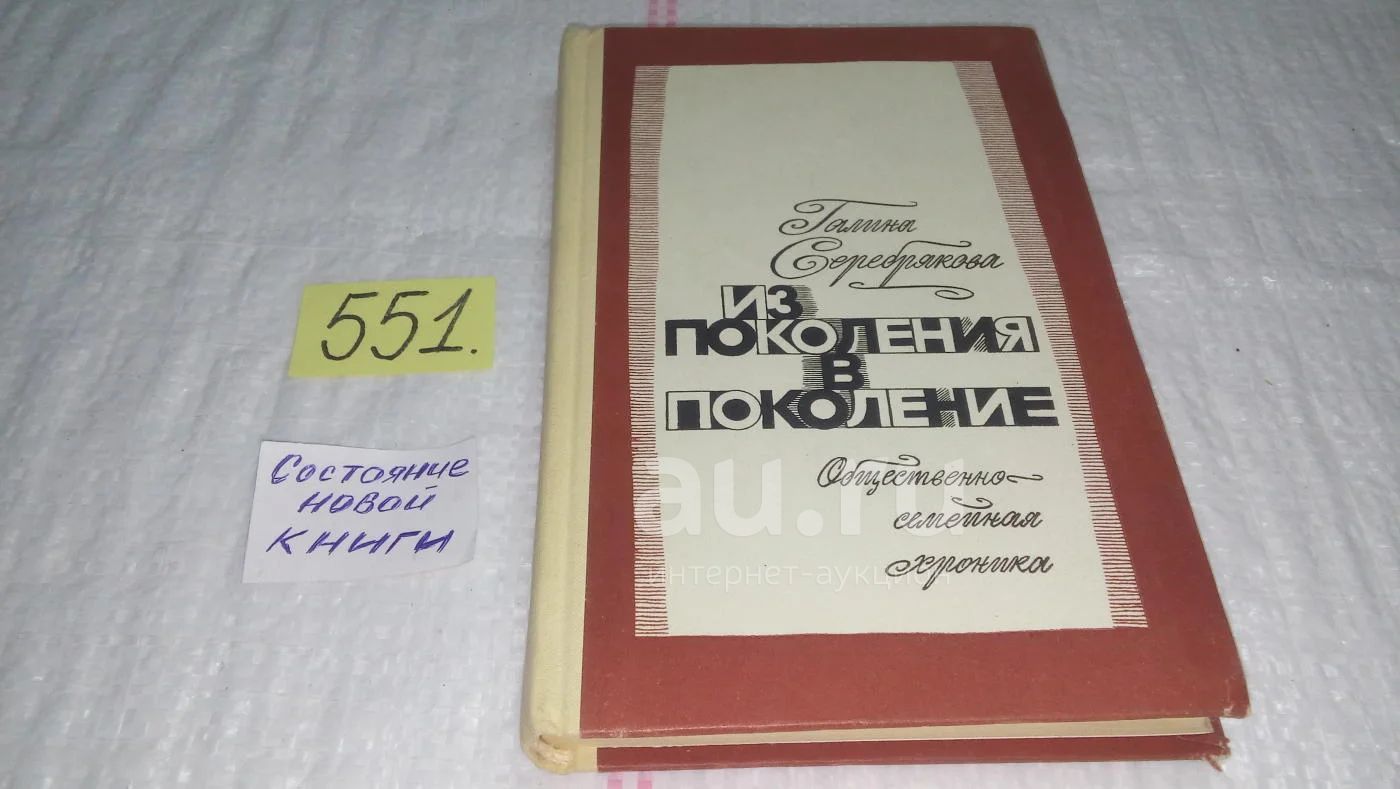 551.
Состояние
новой
книги
Галина
Серебрякова
ИЗ
ПОКОЛЕНИЯ
В
ПОКОЛЕНИЕ
Общественно-
семейная
хроника
au.ru
интернет-аукцион